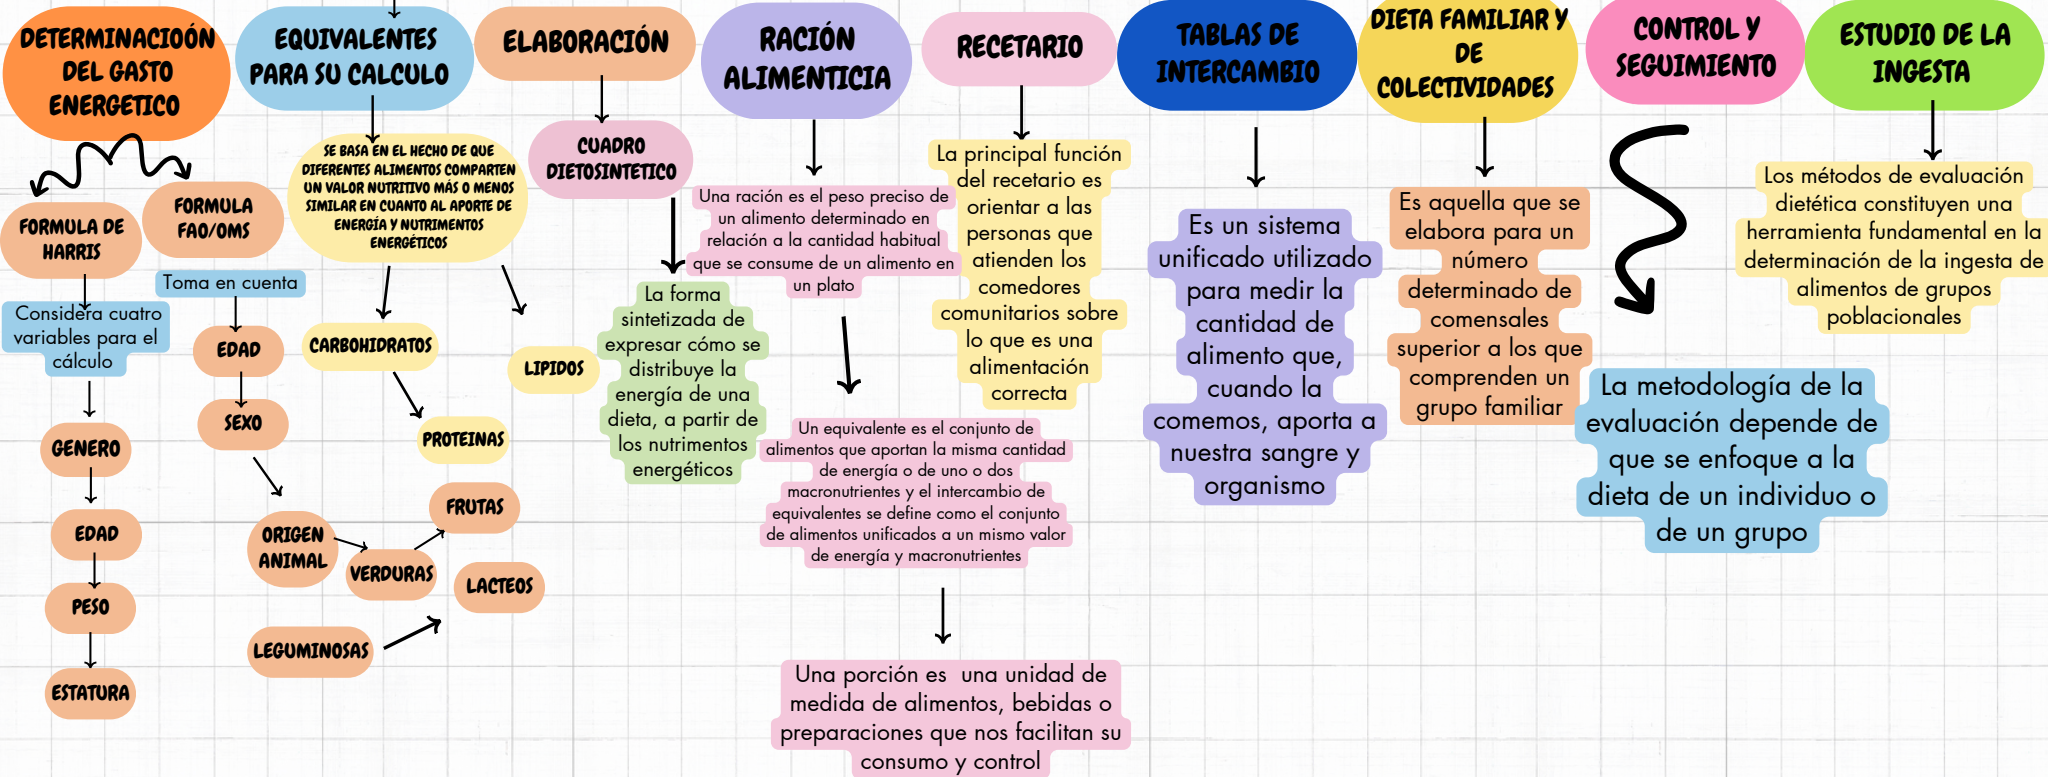 DETERMINACIOÓN
DEL GASTO
ENERGETICO
FORMULA DE
HARRIS
FORMULA
FAO/OMS
Considera cuatro
variables para el
cálculo
GENERO
EDAD
PESO
ESTATURA
Toma en cuenta
EDAD
SEXO
EQUIVALENTES
PARA SU CALCULO
SE BASA EN EL HECHO DE QUE
DIFERENTES ALIMENTOS COMPARTEN
UN VALOR NUTRITIVO MÁS O MENOS
SIMILAR EN CUANTO AL APORTE DE
ENERGÍA Y NUTRIMENTOS
ENERGÉTICOS
CARBOHIDRATOS
LIPIDOS
PROTEINAS
ORIGEN
ANIMAL
VERDURAS
FRUTAS
LACTEOS
LEGUMINOSAS
ELABORACIÓN
CUADRO
DIETOSINTETICO
La forma
sintetizada de
expresar cómo se
distribuye la
energía de una
dieta, a partir de
los nutrimentos
energéticos
RACIÓN
ALIMENTICIA
Una ración es el peso preciso de
un alimento determinado en
relación a la cantidad habitual
que se consume de un alimento en
un plato
Un equivalente es el conjunto de
alimentos que aportan la misma cantidad
de energía o de uno o dos
macronutrientes y el intercambio de
equivalentes se define como el conjunto
de alimentos unificados a un mismo valor
de energía y macronutrientes
Una porción es una unidad de
medida de alimentos, bebidas o
preparaciones que nos facilitan su
consumo y control
RECETARIO
La principal función
del recetario es
orientar a las
personas que
atienden los
comedores
comunitarios sobre
lo que es una
alimentación
correcta
TABLAS DE
INTERCAMBIO
Es un sistema
unificado utilizado
para medir la
cantidad de
alimento que,
cuando la
comemos, aporta a
nuestra sangre y
organismo
DIETA FAMILIAR Y
DE
COLECTIVIDADES
Es aquella que se
elabora para un
número
determinado de
comensales
superior a los que
comprenden un
grupo familiar
CONTROL Y
SEGUIMIENTO
La metodología de la
evaluación depende de
que se enfoque a la
dieta de un individuo o
de un grupo
ESTUDIO DE LA
INGESTA
Los métodos de evaluación
dietética constituyen una
herramienta fundamental en la
determinación de la ingesta de
alimentos de grupos
poblacionales